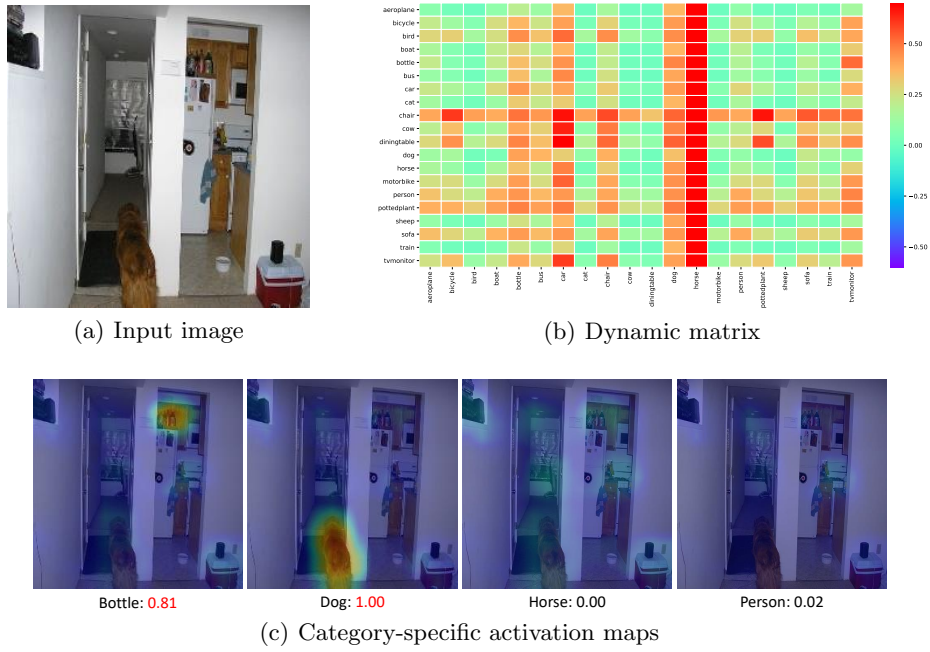 aeroplane
bicycle
bird
boat
bottle
bus
car
cat
chair
cow
diningtable
dog
horse
motorbike
person
pottedplant
sheep
sofa
train
tvmonitor
aeroplane
bicycle
bird
boat
bottle
bus
car
cat
chair
cow
diningtable
dog
horse
motorbike
person
pottedplant
sheep
sofa
train
tvmonitor
0.50
0.25
0.00
−0.25
−0.50
(a) Input image
(b) Dynamic matrix
Bottle: 0.81
Dog: 1.00
Horse: 0.00
Person: 0.02
(c) Category-specific activation maps